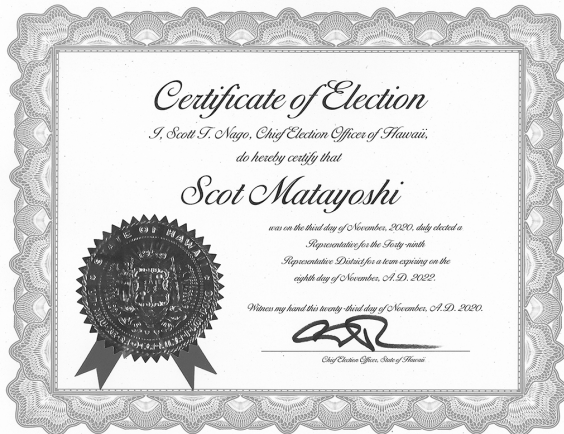 Certificate of Election
I, Scott T. Nago, Chief Election Officer of Hawaii,
do hereby certify that
Scot Matayoshi
was on the third day of November, 2020, duly elected a
Representative for the Forty-ninth
Representative District for a term expiring on the
eighth day of November, A.D. 2022.
Witness my hand this twenty-third day of November, A.D. 2020.
Chief Election Officer, State of Hawaii
STATE OF HAWAII